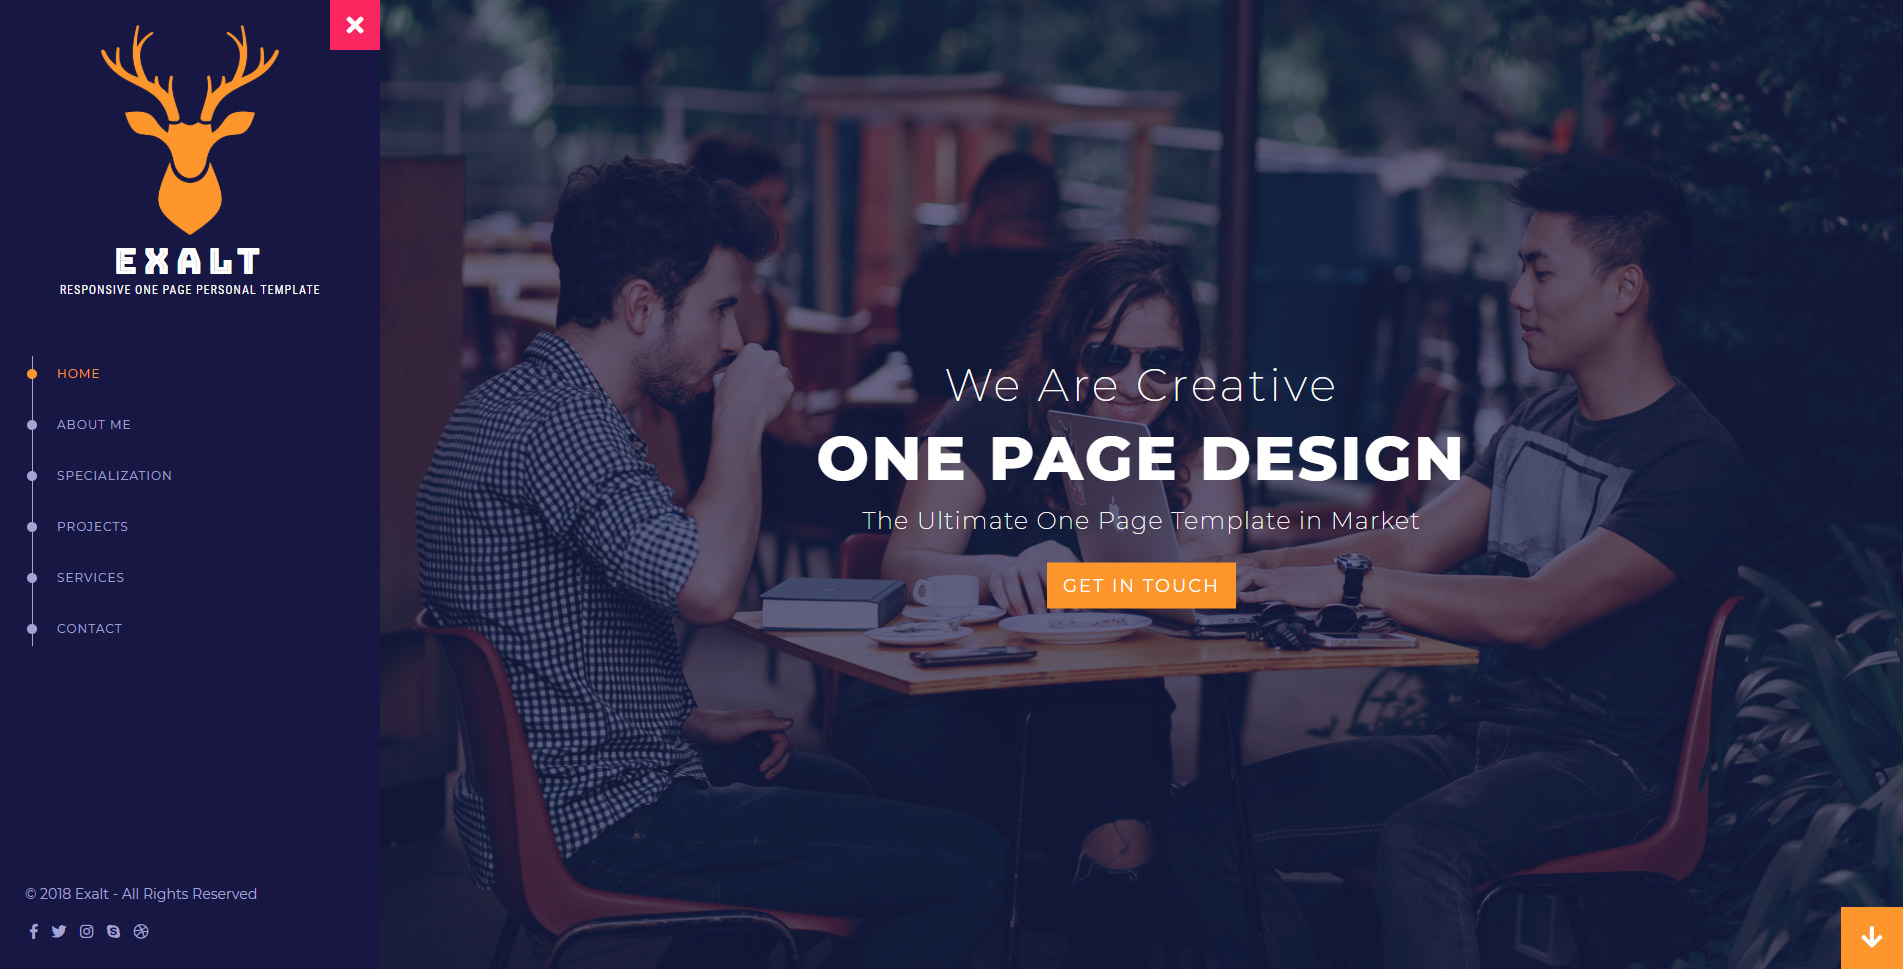 EXALT
RESPONSIVE ONE PAGE PERSONAL TEMPLATE
HOME
ABOUT ME
SPECIALIZATION
PROJECTS
SERVICES
CONTACT
© 2018 Exalt - All Rights Reserved
We Are Creative
ONE PAGE DESIGN
The Ultimate One Page Template in Market
GET IN TOUCH